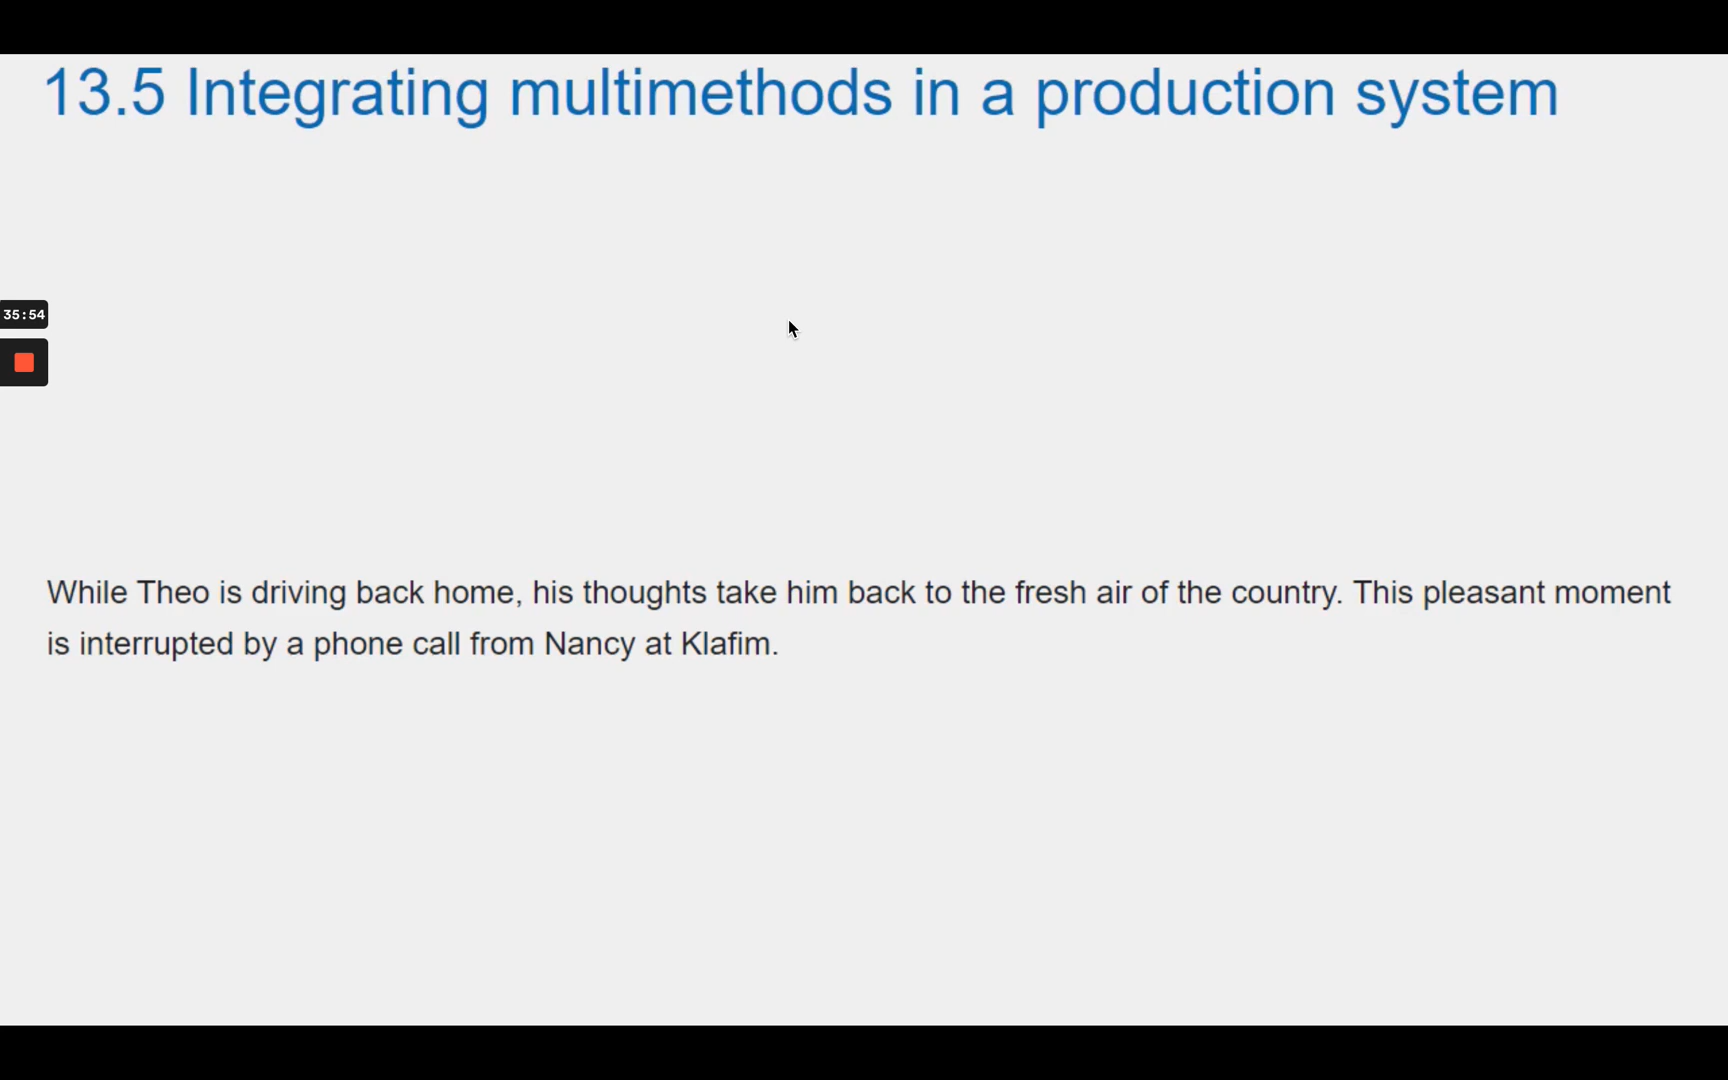 13.5 Integrating multimethods in a production system
35:54
While Theo is driving back home, his thoughts take him back to the fresh air of the country. This pleasant moment
is interrupted by a phone call from Nancy at Klafim.